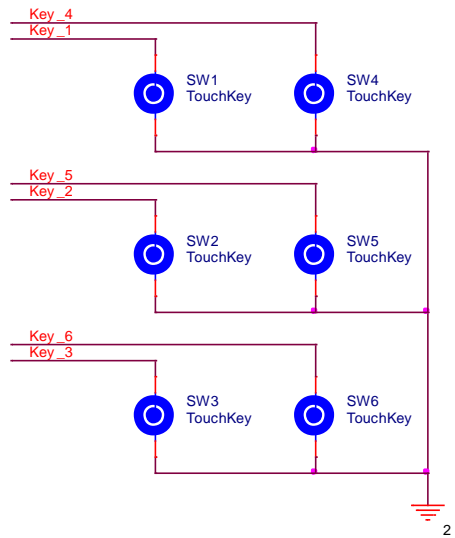 Key_4
Key_1
SW1
TouchKey
SW4
TouchKey
Key_5
Key_2
SW2
TouchKey
SW5
TouchKey
Key_6
Key_3
SW3
TouchKey
SW6
TouchKey
2